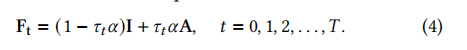 F_t = (1 − τ_t α)I + τ_t αA, t = 0, 1, 2, . . . , T. (4)